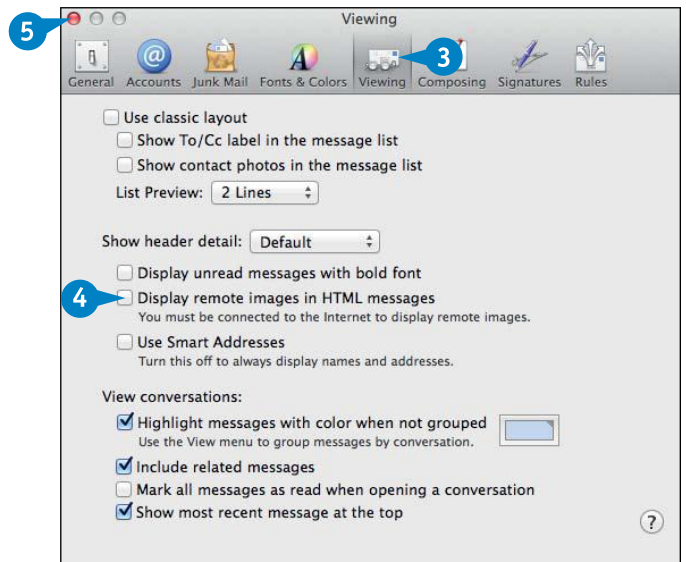 5
Viewing
3
General Accounts Junk Mail Fonts & Colors Viewing Composing Signatures Rules
Use classic layout
Show To/Cc label in the message list
Show contact photos in the message list
List Preview: 2 Lines
Show header detail: Default
Display unread messages with bold font
4
Display remote images in HTML messages
You must be connected to the Internet to display remote images.
Use Smart Addresses
Turn this off to always display names and addresses.
View conversations:
Highlight messages with color when not grouped
Use the View menu to group messages by conversation.
Include related messages
Mark all messages as read when opening a conversation
Show most recent message at the top
?